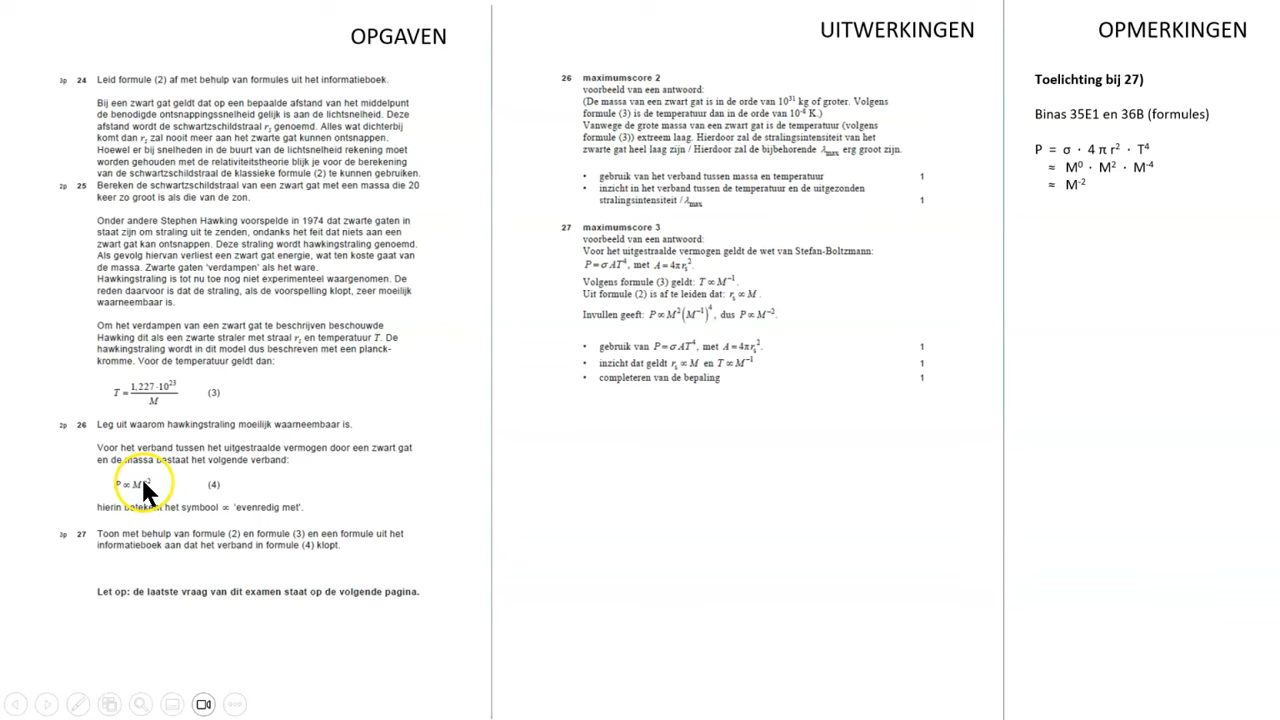 OPGAVEN
3p 24 Leid formule (2) af met behulp van formules uit het informatieboek.
Bij een zwart gat geldt dat op een bepaalde afstand van het middelpunt
de benodigde ontsnappingssnelheid gelijk is aan de lichtsnelheid. Deze
afstand wordt de schwartzschildstraal rₛ genoemd. Alles wat dichterbij
komt dan rₛ zal nooit meer aan het zwarte gat kunnen ontsnappen.
Hoewel er bij snelheden in de buurt van de lichtsnelheid rekening moet
worden gehouden met de relativiteitstheorie blijk je voor de berekening
van de schwartzschildstraal de klassieke formule (2) te kunnen gebruiken.
2p 25 Bereken de schwartzschildstraal van een zwart gat met een massa die 20
keer zo groot is als die van de zon.
Onder andere Stephen Hawking voorspelde in 1974 dat zwarte gaten in
staat zijn om straling uit te zenden, ondanks het feit dat niets aan een
zwart gat kan ontsnappen. Deze straling wordt hawkingstraling genoemd.
Als gevolg hiervan verliest een zwart gat energie, wat ten koste gaat van
de massa. Zwarte gaten 'verdampen' als het ware.
Hawkingstraling is tot nu toe nog niet experimenteel waargenomen. De
reden daarvoor is dat de straling, als de voorspelling klopt, zeer moeilijk
waarneembaar is.
Om het verdampen van een zwart gat te beschrijven beschouwde
Hawking dit als een zwarte straler met straal rₛ en temperatuur T. De
hawkingstraling wordt in dit model dus beschreven met een planck-
kromme. Voor de temperatuur geldt dan:
T = 1,227·10²³ / M (3)
2p 26 Leg uit waarom hawkingstraling moeilijk waarneembaar is.
Voor het verband tussen het uitgestraalde vermogen door een zwart gat
en de massa bestaat het volgende verband:
P ∝ M⁻² (4)
hierin betekent het symbool ∝ 'evenredig met'.
3p 27 Toon met behulp van formule (2) en formule (3) en een formule uit het
informatieboek aan dat het verband in formule (4) klopt.
Let op: de laatste vraag van dit examen staat op de volgende pagina.
UITWERKINGEN
26 maximumscore 2
voorbeeld van een antwoord:
(De massa van een zwart gat is in de orde van 10³¹ kg of groter. Volgens
formule (3) is de temperatuur dan in de orde van 10⁻⁸ K.)
Vanwege de grote massa van een zwart gat is de temperatuur (volgens
formule (3)) extreem laag. Hierdoor zal de stralingsintensiteit van het
zwarte gat heel laag zijn / Hierdoor zal de bijbehorende λmax erg groot zijn.
• gebruik van het verband tussen massa en temperatuur 1
• inzicht in het verband tussen de temperatuur en de uitgezonden
stralingsintensiteit / λmax 1
27 maximumscore 3
voorbeeld van een antwoord:
Voor het uitgestraalde vermogen geldt de wet van Stefan-Boltzmann:
P = σAT⁴, met A = 4πrₛ².
Volgens formule (3) geldt: T ∝ M⁻¹.
Uit formule (2) is af te leiden dat: rₛ ∝ M.
Invullen geeft: P ∝ M²(M⁻¹)⁴, dus P ∝ M⁻².
• gebruik van P = σAT⁴, met A = 4πrₛ². 1
• inzicht dat geldt rₛ ∝ M en T ∝ M⁻¹ 1
• completeren van de bepaling 1
OPMERKINGEN
Toelichting bij 27)
Binas 35E1 en 36B (formules)
P = σ · 4 π r² · T⁴
≈ M⁰ · M² · M⁻⁴
≈ M⁻²